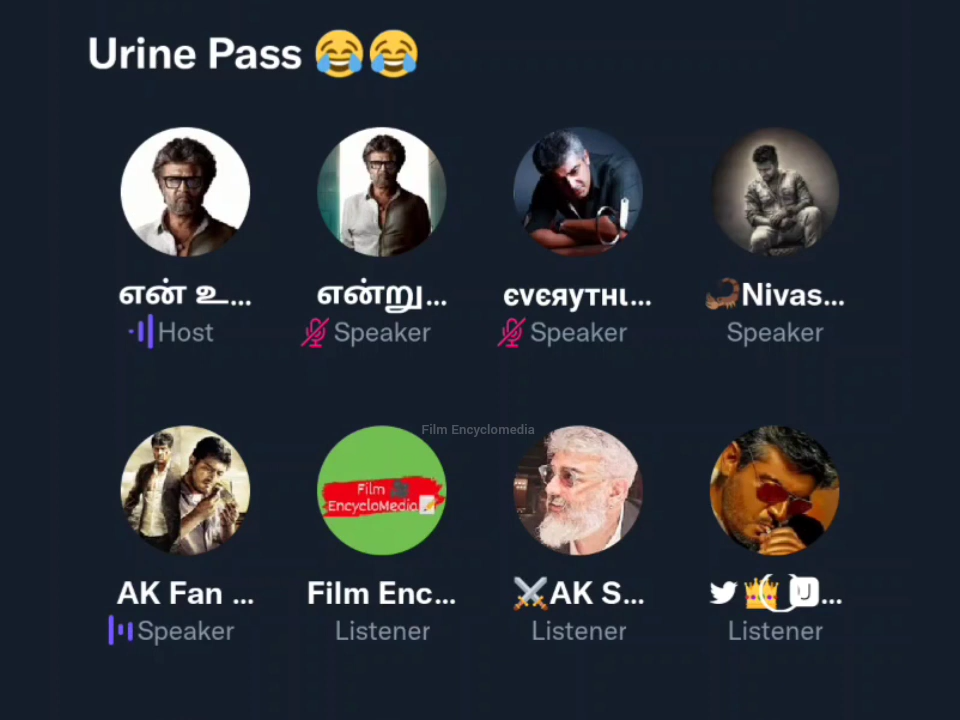 Urine Pass 😂😂
என் உ...
என்று...
єvєяутнι...
🦂Nivas...
Host
Speaker
Speaker
Speaker
Film Encyclomedia
Film
EncycloMedia
AK Fan ...
Film Enc...
⚔️AK S...
Speaker
Listener
Listener
Listener